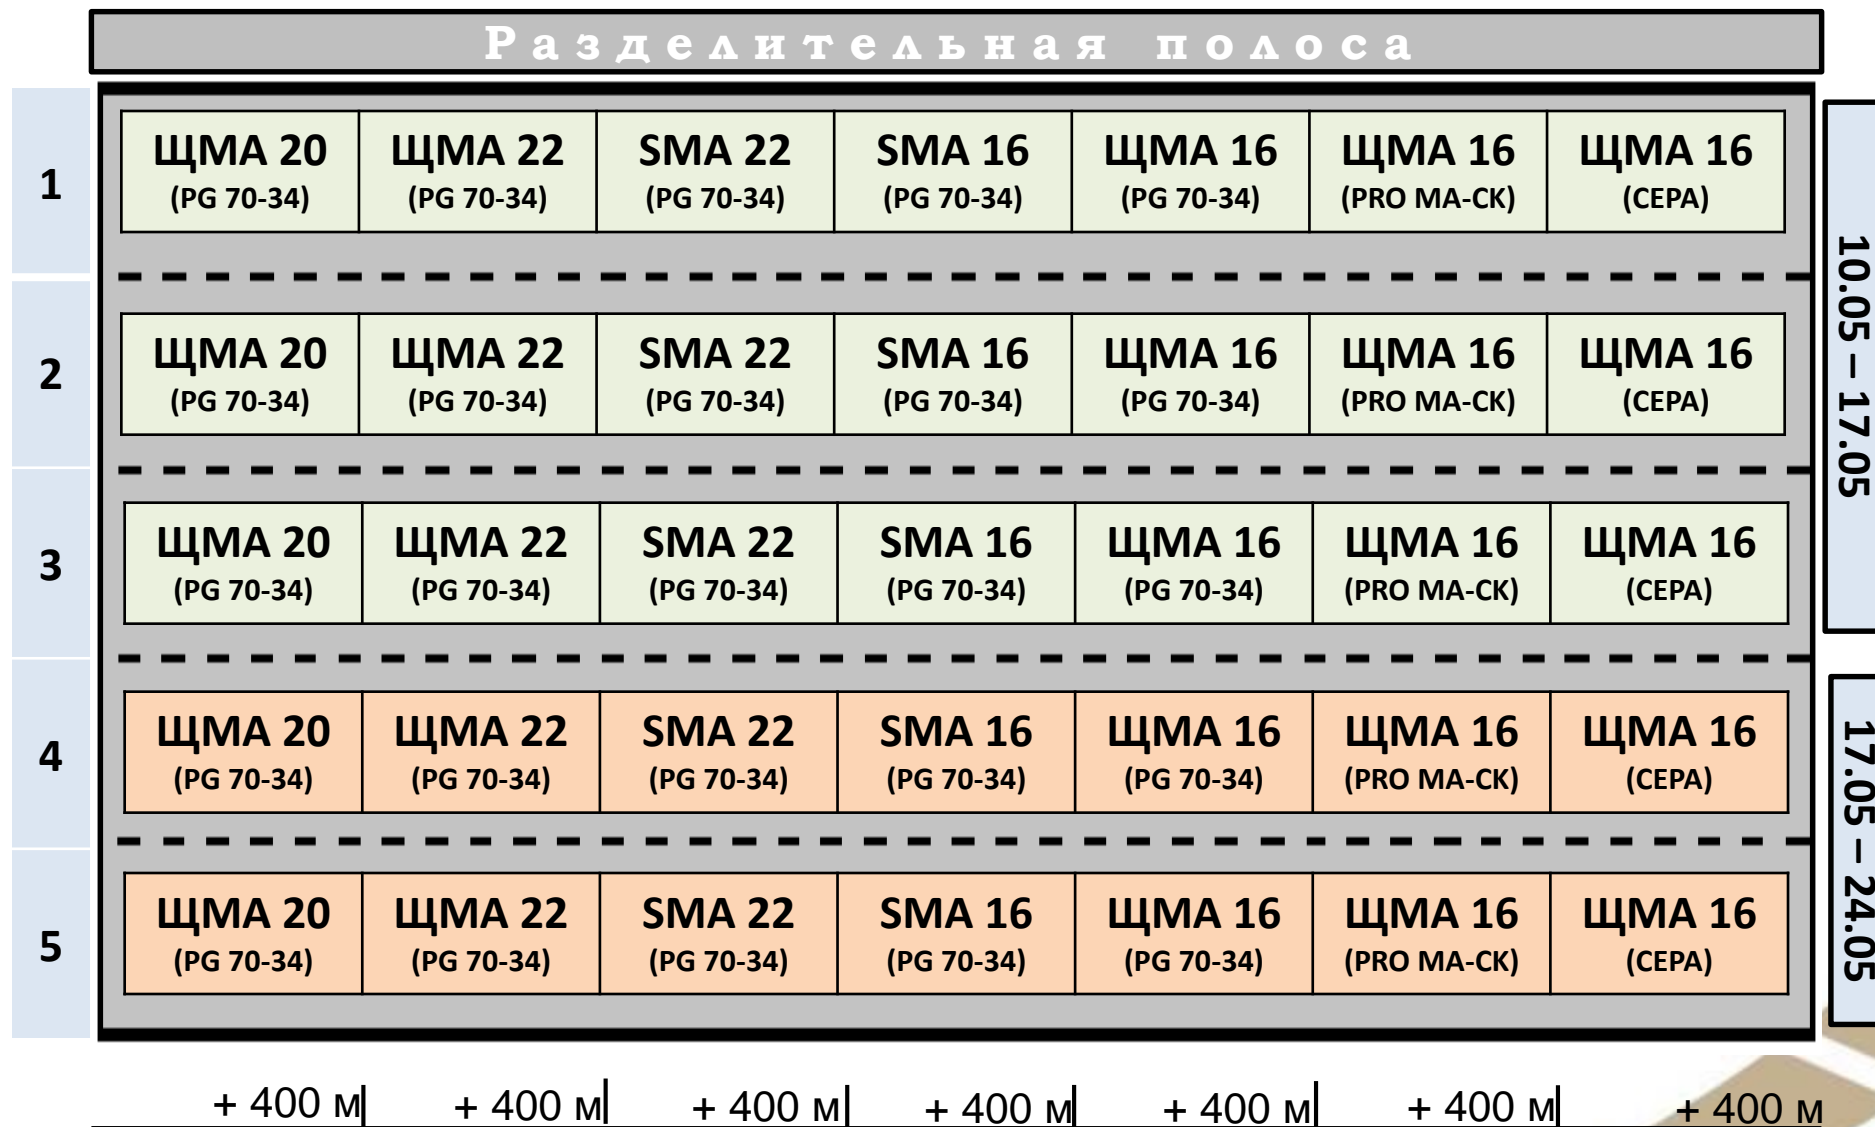 Разделительная полоса
1
ЩМА 20 ЩМА 22 SMA 22 SMA 16 ЩМА 16 ЩМА 16 ЩМА 16
(PG 70-34) (PG 70-34) (PG 70-34) (PG 70-34) (PG 70-34) (PRO MA-CK) (СЕРА)
2
ЩМА 20 ЩМА 22 SMA 22 SMA 16 ЩМА 16 ЩМА 16 ЩМА 16
(PG 70-34) (PG 70-34) (PG 70-34) (PG 70-34) (PG 70-34) (PRO MA-CK) (СЕРА)
3
ЩМА 20 ЩМА 22 SMA 22 SMA 16 ЩМА 16 ЩМА 16 ЩМА 16
(PG 70-34) (PG 70-34) (PG 70-34) (PG 70-34) (PG 70-34) (PRO MA-CK) (СЕРА)
10.05 – 17.05
4
ЩМА 20 ЩМА 22 SMA 22 SMA 16 ЩМА 16 ЩМА 16 ЩМА 16
(PG 70-34) (PG 70-34) (PG 70-34) (PG 70-34) (PG 70-34) (PRO MA-CK) (СЕРА)
5
ЩМА 20 ЩМА 22 SMA 22 SMA 16 ЩМА 16 ЩМА 16 ЩМА 16
(PG 70-34) (PG 70-34) (PG 70-34) (PG 70-34) (PG 70-34) (PRO MA-CK) (СЕРА)
17.05 – 24.05
+ 400 м + 400 м + 400 м + 400 м + 400 м + 400 м + 400 м